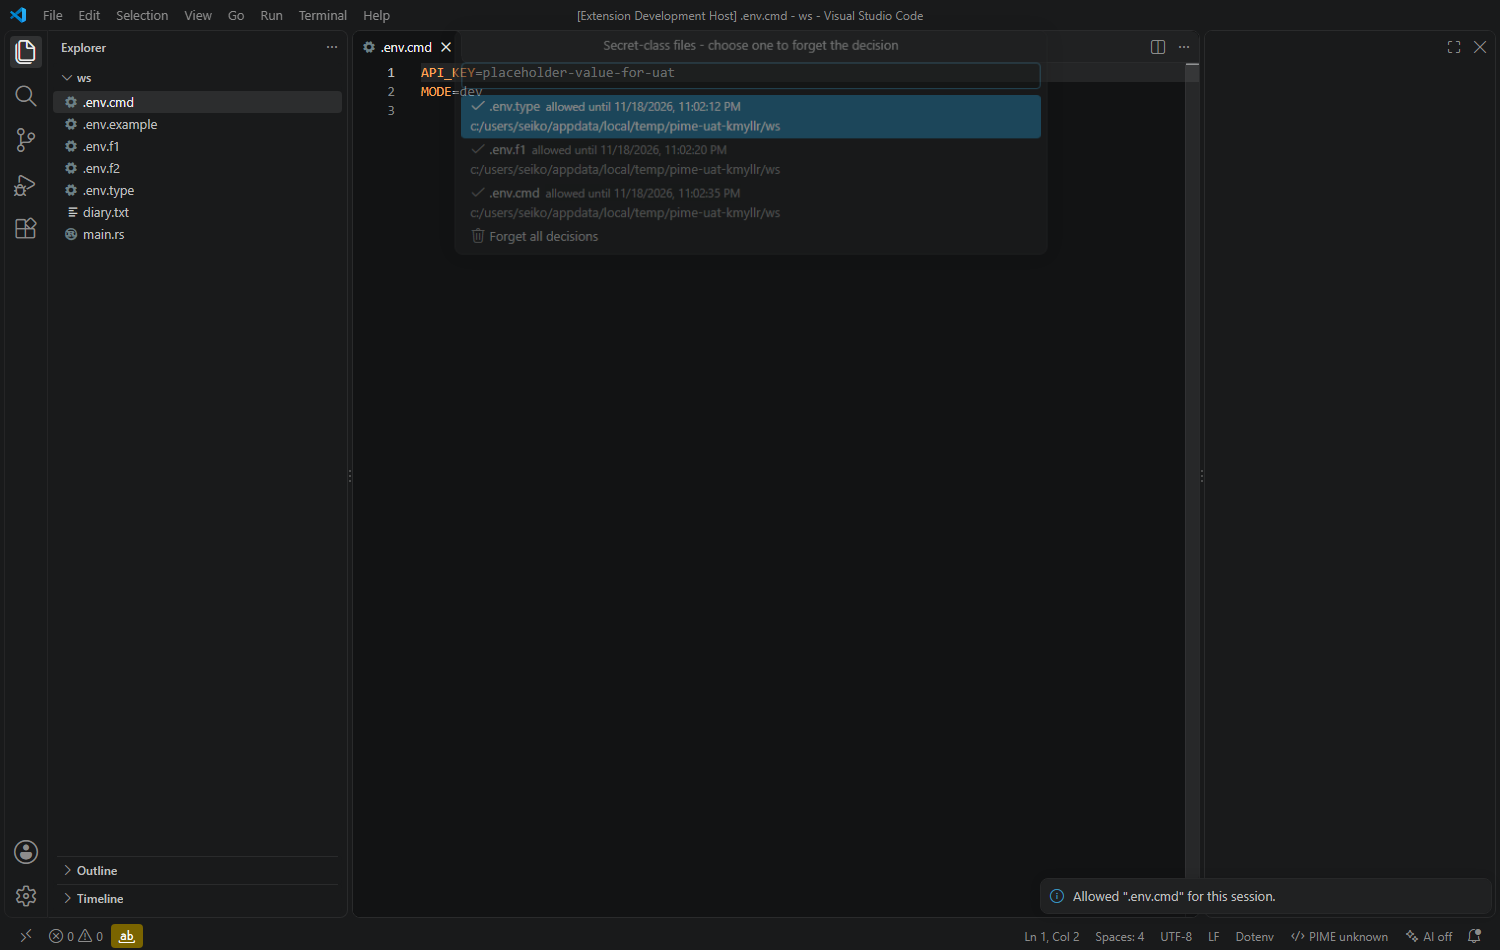 File Edit Selection View Go Run Terminal Help
[Extension Development Host] .env.cmd - ws - Visual Studio Code
Explorer
ws
.env.cmd
.env.example
.env.f1
.env.f2
.env.type
diary.txt
main.rs
Outline
Timeline
.env.cmd
Secret-class files - choose one to forget the decision
1 API_KEY=placeholder-value-for-uat
2 MODE=dev
3
.env.type allowed until 11/18/2026, 11:02:12 PM
c:/users/seiko/appdata/local/temp/pime-uat-kmyllr/ws
.env.f1 allowed until 11/18/2026, 11:02:20 PM
c:/users/seiko/appdata/local/temp/pime-uat-kmyllr/ws
.env.cmd allowed until 11/18/2026, 11:02:35 PM
c:/users/seiko/appdata/local/temp/pime-uat-kmyllr/ws
Forget all decisions
Allowed ".env.cmd" for this session.
0 0 ab
Ln 1, Col 2 Spaces: 4 UTF-8 LF Dotenv PIME unknown AI off